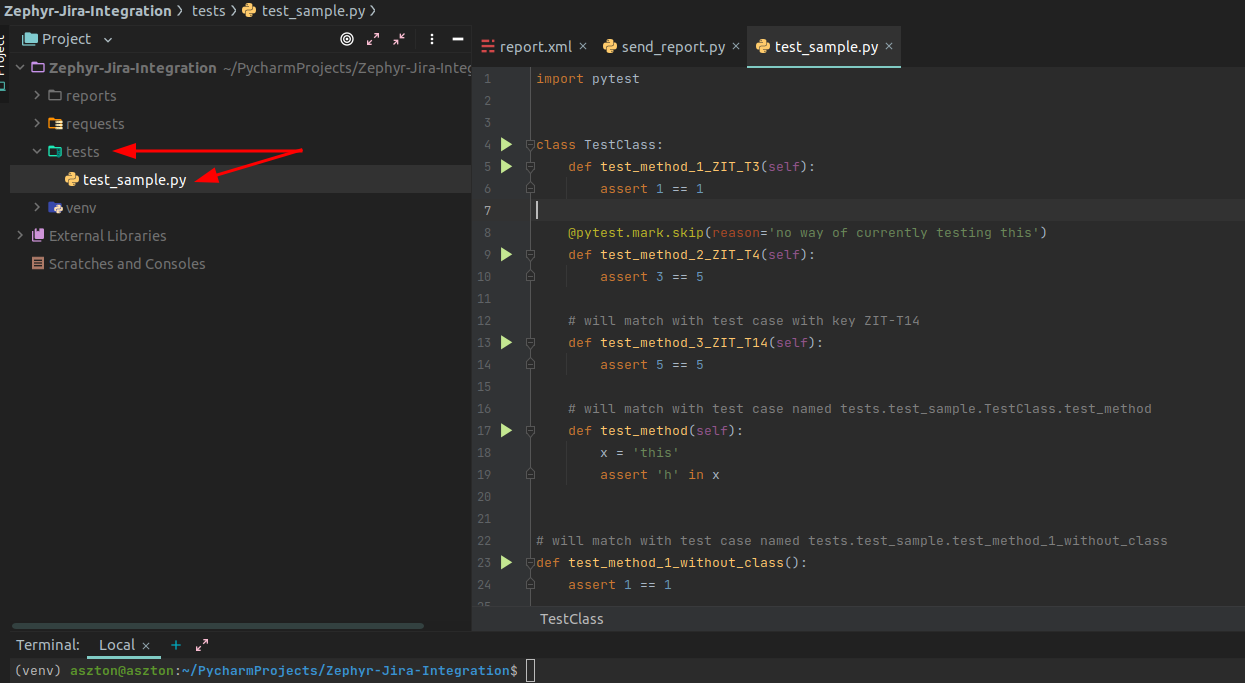 Zephyr-Jira-Integration › tests › test_sample.py ›
Project
Project
report.xml ×
send_report.py ×
test_sample.py ×
Zephyr-Jira-Integration ~/PycharmProjects/Zephyr-Jira-Integ
reports
requests
tests
test_sample.py
venv
External Libraries
Scratches and Consoles
1 import pytest
2
3
4 class TestClass:
5     def test_method_1_ZIT_T3(self):
6         assert 1 == 1
7
8     @pytest.mark.skip(reason='no way of currently testing this')
9     def test_method_2_ZIT_T4(self):
10         assert 3 == 5
11
12     # will match with test case with key ZIT-T14
13     def test_method_3_ZIT_T14(self):
14         assert 5 == 5
15
16     # will match with test case named tests.test_sample.TestClass.test_method
17     def test_method(self):
18         x = 'this'
19         assert 'h' in x
20
21
22 # will match with test case named tests.test_sample.test_method_1_without_class
23 def test_method_1_without_class():
24     assert 1 == 1
25
TestClass
Terminal: Local × +
(venv) aszton@aszton:~/PycharmProjects/Zephyr-Jira-Integration$